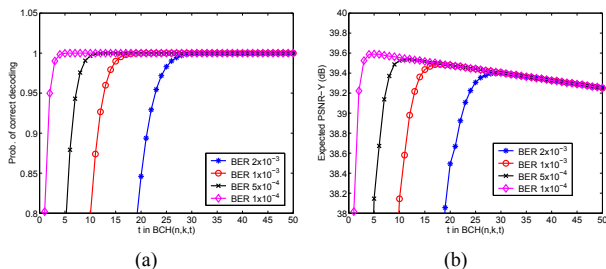 1.05
1
0.95
0.9
0.85
0.8
Prob. of correct decoding
0 5 10 15 20 25 30 35 40 45 50
t in BCH(n,k,t)
BER 2x10⁻³
BER 1x10⁻³
BER 5x10⁻⁴
BER 1x10⁻⁴
(a)
40
39.8
39.6
39.4
39.2
39
38.8
38.6
38.4
38.2
38
Expected PSNR−Y (dB)
0 5 10 15 20 25 30 35 40 45 50
t in BCH(n,k,t)
BER 2x10⁻³
BER 1x10⁻³
BER 5x10⁻⁴
BER 1x10⁻⁴
(b)